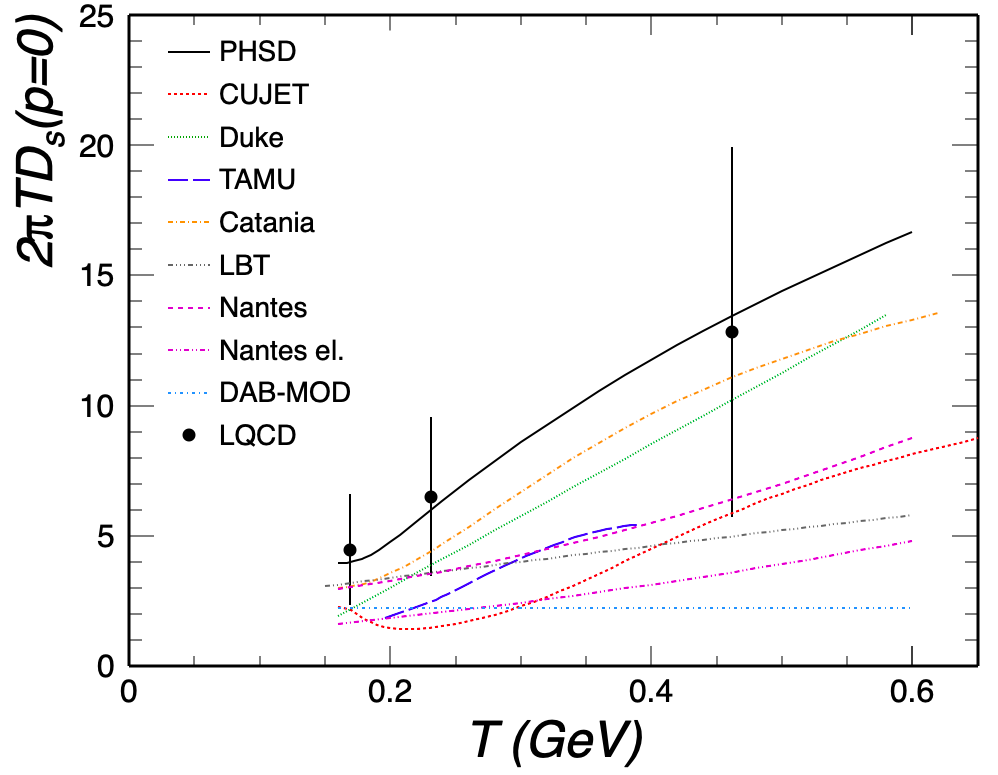 2πTD_s(p=0)
25
20
15
10
5
0
PHSD
CUJET
Duke
TAMU
Catania
LBT
Nantes
Nantes el.
DAB-MOD
LQCD
0 0.2 0.4 0.6
T (GeV)